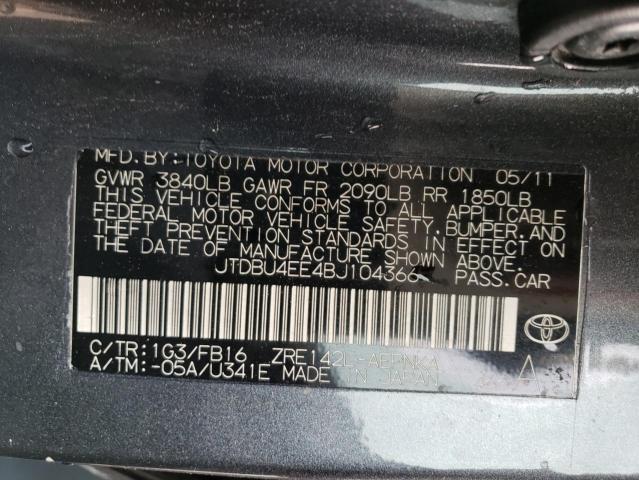 MFD. BY: TOYOTA MOTOR CORPORATION 05/11
GVWR 3840LB GAWR FR 2090LB RR 1850LB
THIS VEHICLE CONFORMS TO ALL APPLICABLE
FEDERAL MOTOR VEHICLE SAFETY, BUMPER, AND
THEFT PREVENTION STANDARDS IN EFFECT ON
THE DATE OF MANUFACTURE SHOWN ABOVE.
JTDBU4EE4BJ104366 PASS. CAR
C/TR: 1G3/FB16 ZRE142L-AEPNKA
A/TM: -05A/U341E MADE IN JAPAN A